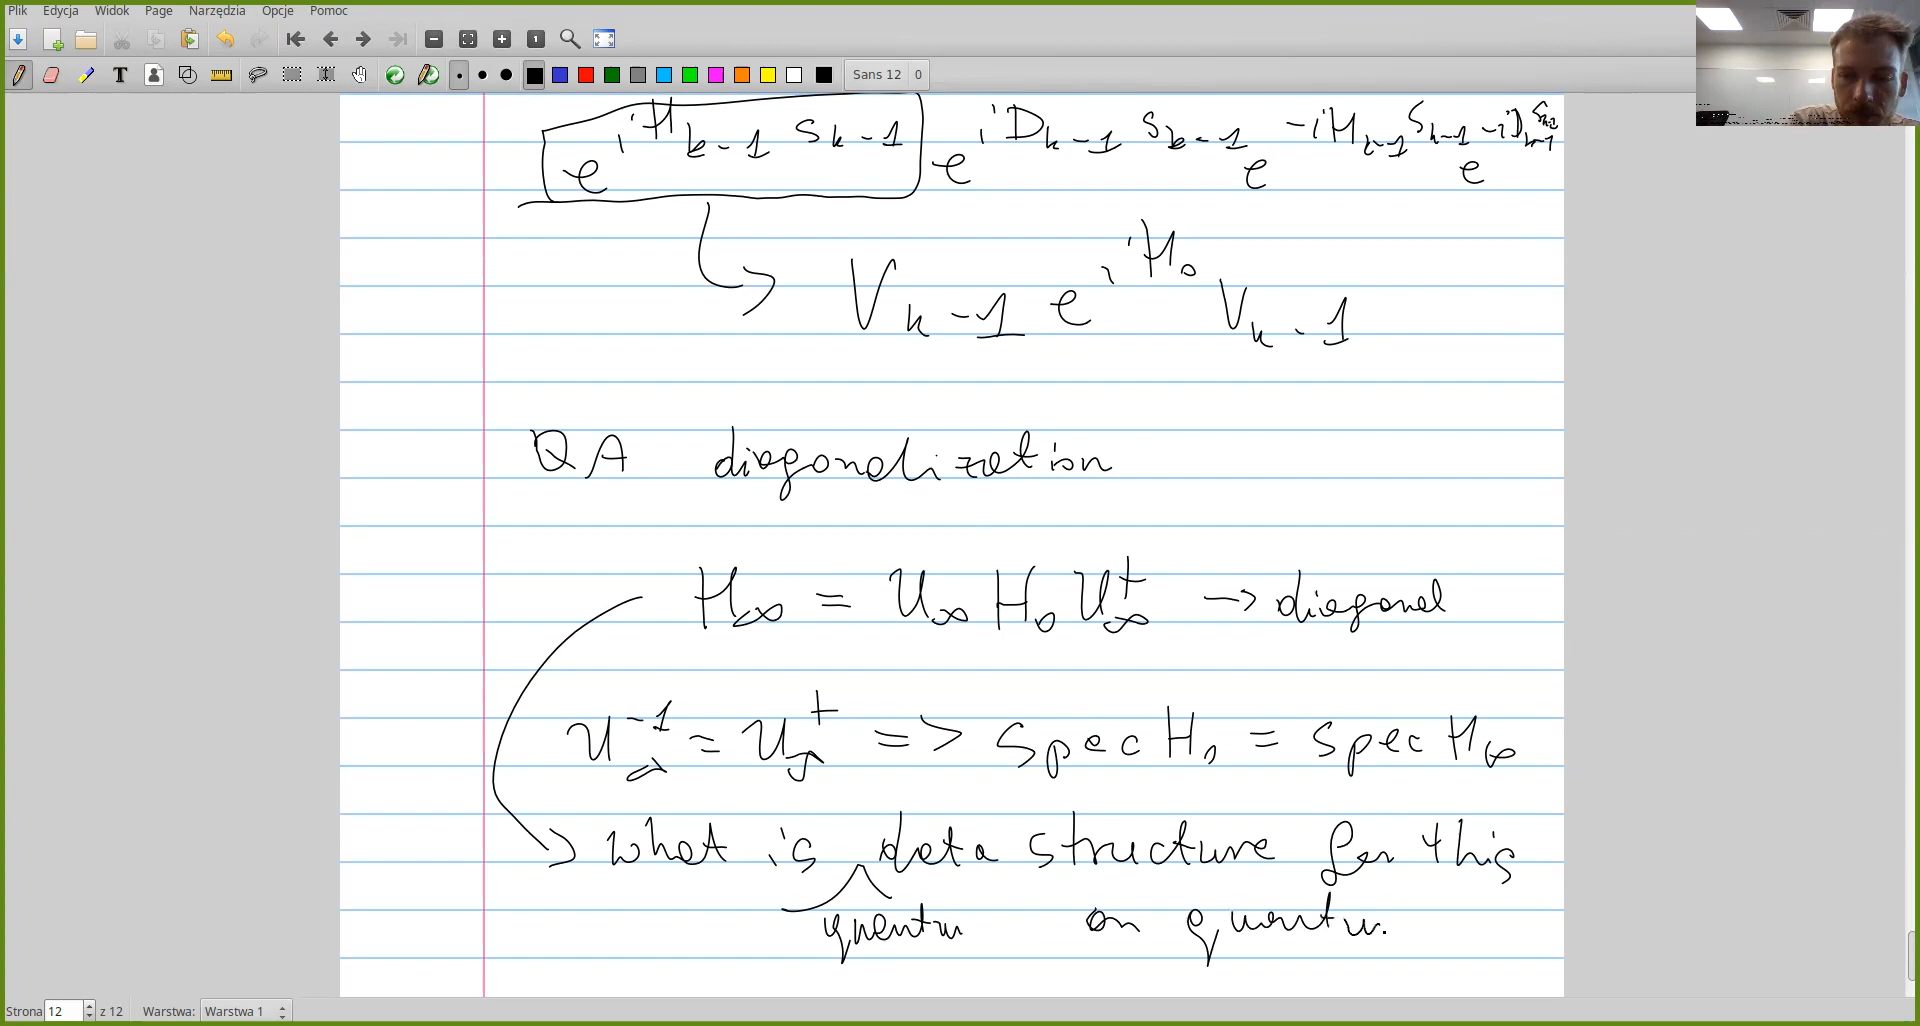 Plik Edycja Widok Page Narzędzia Opcje Pomoc
Sans 12 0
e^{iH_{k-1} s_{k-1}} e^{iD_{k-1} s_{k-1}} e^{-iH_{k-1} s_{k-1}} e^{-iD_{k-1} s_{k-1}}
V_{k-1} e^{iH_0} V_{k-1}
QA diagonalization
H_∞ = U_∞ H_0 U_∞^† -> diagonal
U_∞^{-1} = U_∞^† => spec H_0 = spec H_∞
what is data structure for this
quantu on quantu.
Strona 12 z 12 Warstwa: Warstwa 1